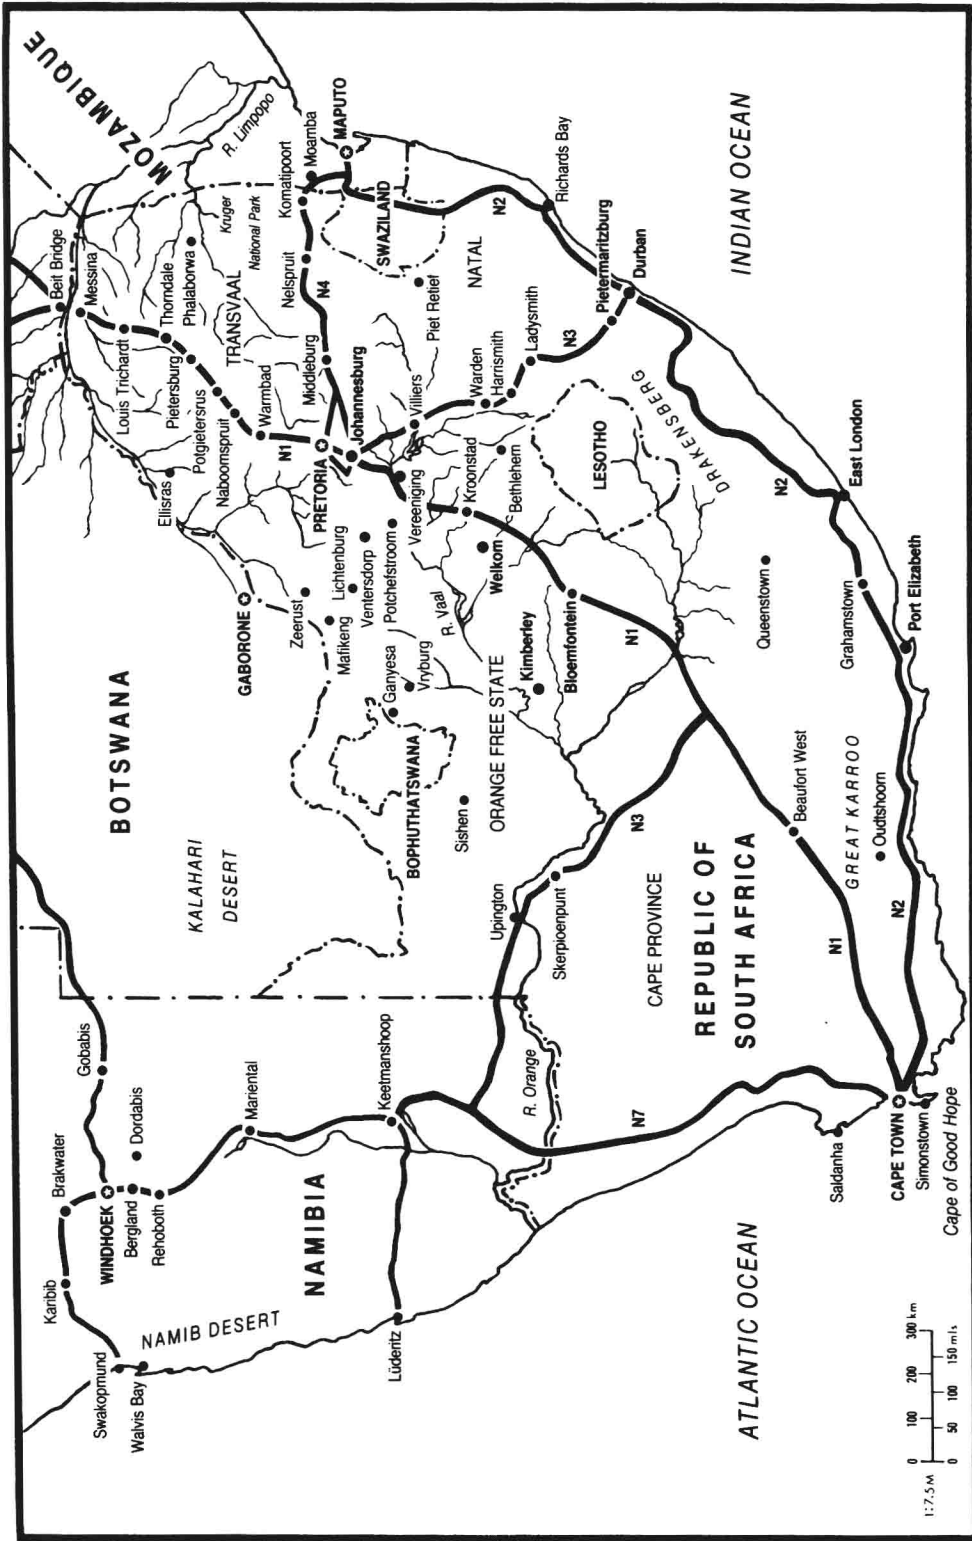 MOZAMBIQUE
R. Limpopo
Beit Bridge
Messina
Louis Trichardt
Thorndale
Phalaborwa
Kruger
National Park
Pietersburg
Potgietersrus
Naboomspruit
TRANSVAAL
Warmbad
Ellisras
N1
Middleburg
Nelspruit
N4
Komatipoort
Moamba
MAPUTO
PRETORIA
Johannesburg
SWAZILAND
BOTSWANA
GABORONE
Zeerust
Mafikeng
Lichtenburg
Ventersdorp
Potchefstroom
Vereeniging
Villiers
Piet Retief
NATAL
N2
Richards Bay
KALAHARI
DESERT
BOPHUTHATSWANA
Ganyesa
Vryburg
R. Vaal
Kroonstad
Welkom
Bethlehem
Warden
Harrismith
Ladysmith
N3
Pietermaritzburg
Durban
Sishen
ORANGE FREE STATE
Kimberley
Bloemfontein
LESOTHO
DRAKENSBERG
N1
N2
INDIAN OCEAN
Gobabis
Brakwater
WINDHOEK
Dordabis
Bergland
Rehoboth
Karibib
Swakopmund
Walvis Bay
NAMIB DESERT
Mariental
NAMIBIA
Keetmanshoop
Lüderitz
Upington
Skerpioenpunt
N3
R. Orange
CAPE PROVINCE
REPUBLIC OF
SOUTH AFRICA
N7
Queenstown
East London
Grahamstown
Port Elizabeth
Beaufort West
GREAT KARROO
Oudtshoorn
N1
N2
Saldanha
CAPE TOWN
Simonstown
Cape of Good Hope
ATLANTIC OCEAN
0 100 200 300 km
0 50 100 150 mls
1:7.5M